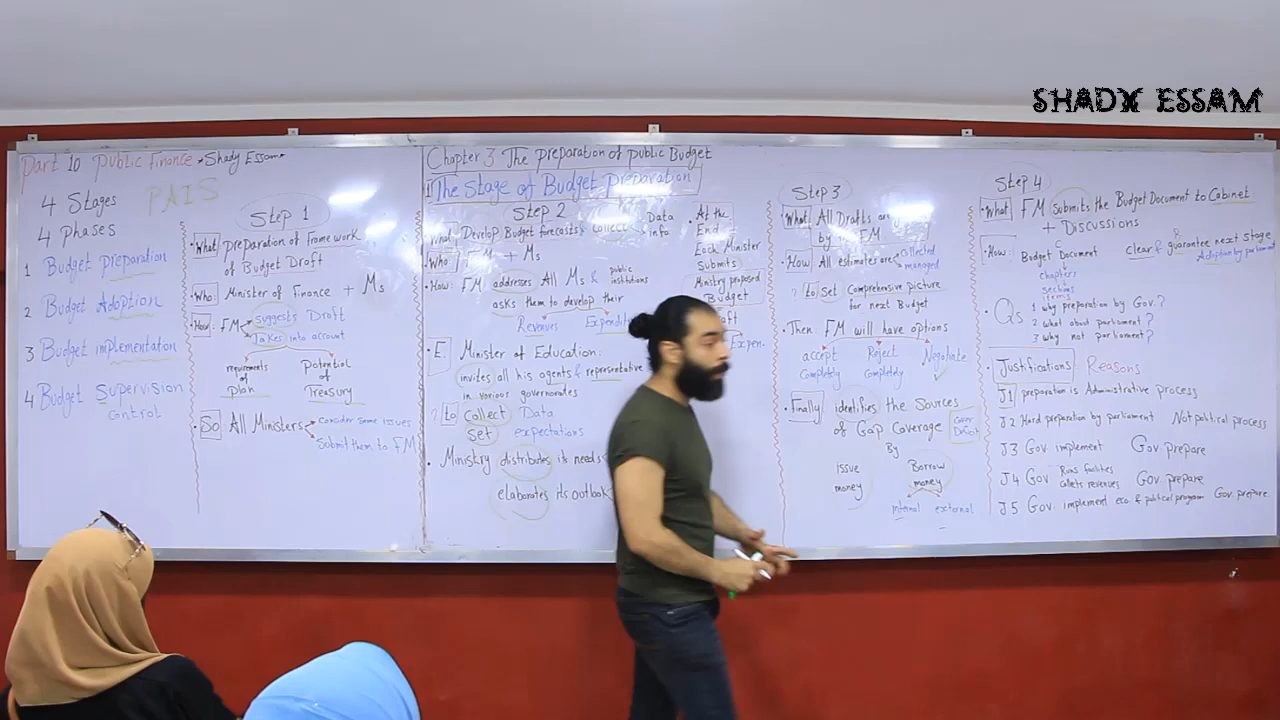 SHADY ESSAM
Part 10 Public Finance • Shady Essam •
4 Stages
PAIS
4 Phases
1 Budget preparation
2 Budget Adoption
3 Budget implementation
4 Budget Supervision
control
Step 1
• What: preparation of framework
of Budget Draft
Who: Minister of Finance + Ms
• How: FM suggests Draft
Takes into account
requirements of plan
Potential of Treasury
• So All Ministers
Consider some issues
Submit them to FM
Chapter 3 The preparation of public Budget
1 The Stage of Budget Preparation
Step 2
What: Develop Budget forecasts & collect
Data
info
Who: FM + Ms
• How: FM addresses All Ms & public institutions
asks them to develop their
Revenues
• At the
End
Each Minister
Submits
Ministry proposed
Budget
Expen.
• E. Minister of Education:
invites all his agents & representative
in various governorates
? to Collect Data
Set expectations
• Ministry distributes its needs
elaborates its outlook
Step 3
What: All Drafts are
FM
• How All estimates are
Collected
managed
? to Set Comprehensive picture
for next Budget
• Then: FM will have options
accept Completely
Reject Completely
Negotiate
• Finally identifies the Sources
of Gap Coverage
Cover
Deficit
By
issue money
Borrow money
internal external
Step 4
• What FM Submits the Budget Document to Cabinet
+ Discussions
• How: Budget Document
chapters
sections
items
clear & guarantee next stage
Adoption by parliament
Qs
1 why preparation by Gov.?
2. what about parliament?
3 why not parliament?
Justifications Reasons
J1 preparation is Administrative process
J2 Hard preparation by parliament Not political process
J3 Gov implement Gov prepare
J4 Gov Runs facilities
collects revenues
Gov prepare
J5 Gov. implement eco & political program Gov prepare